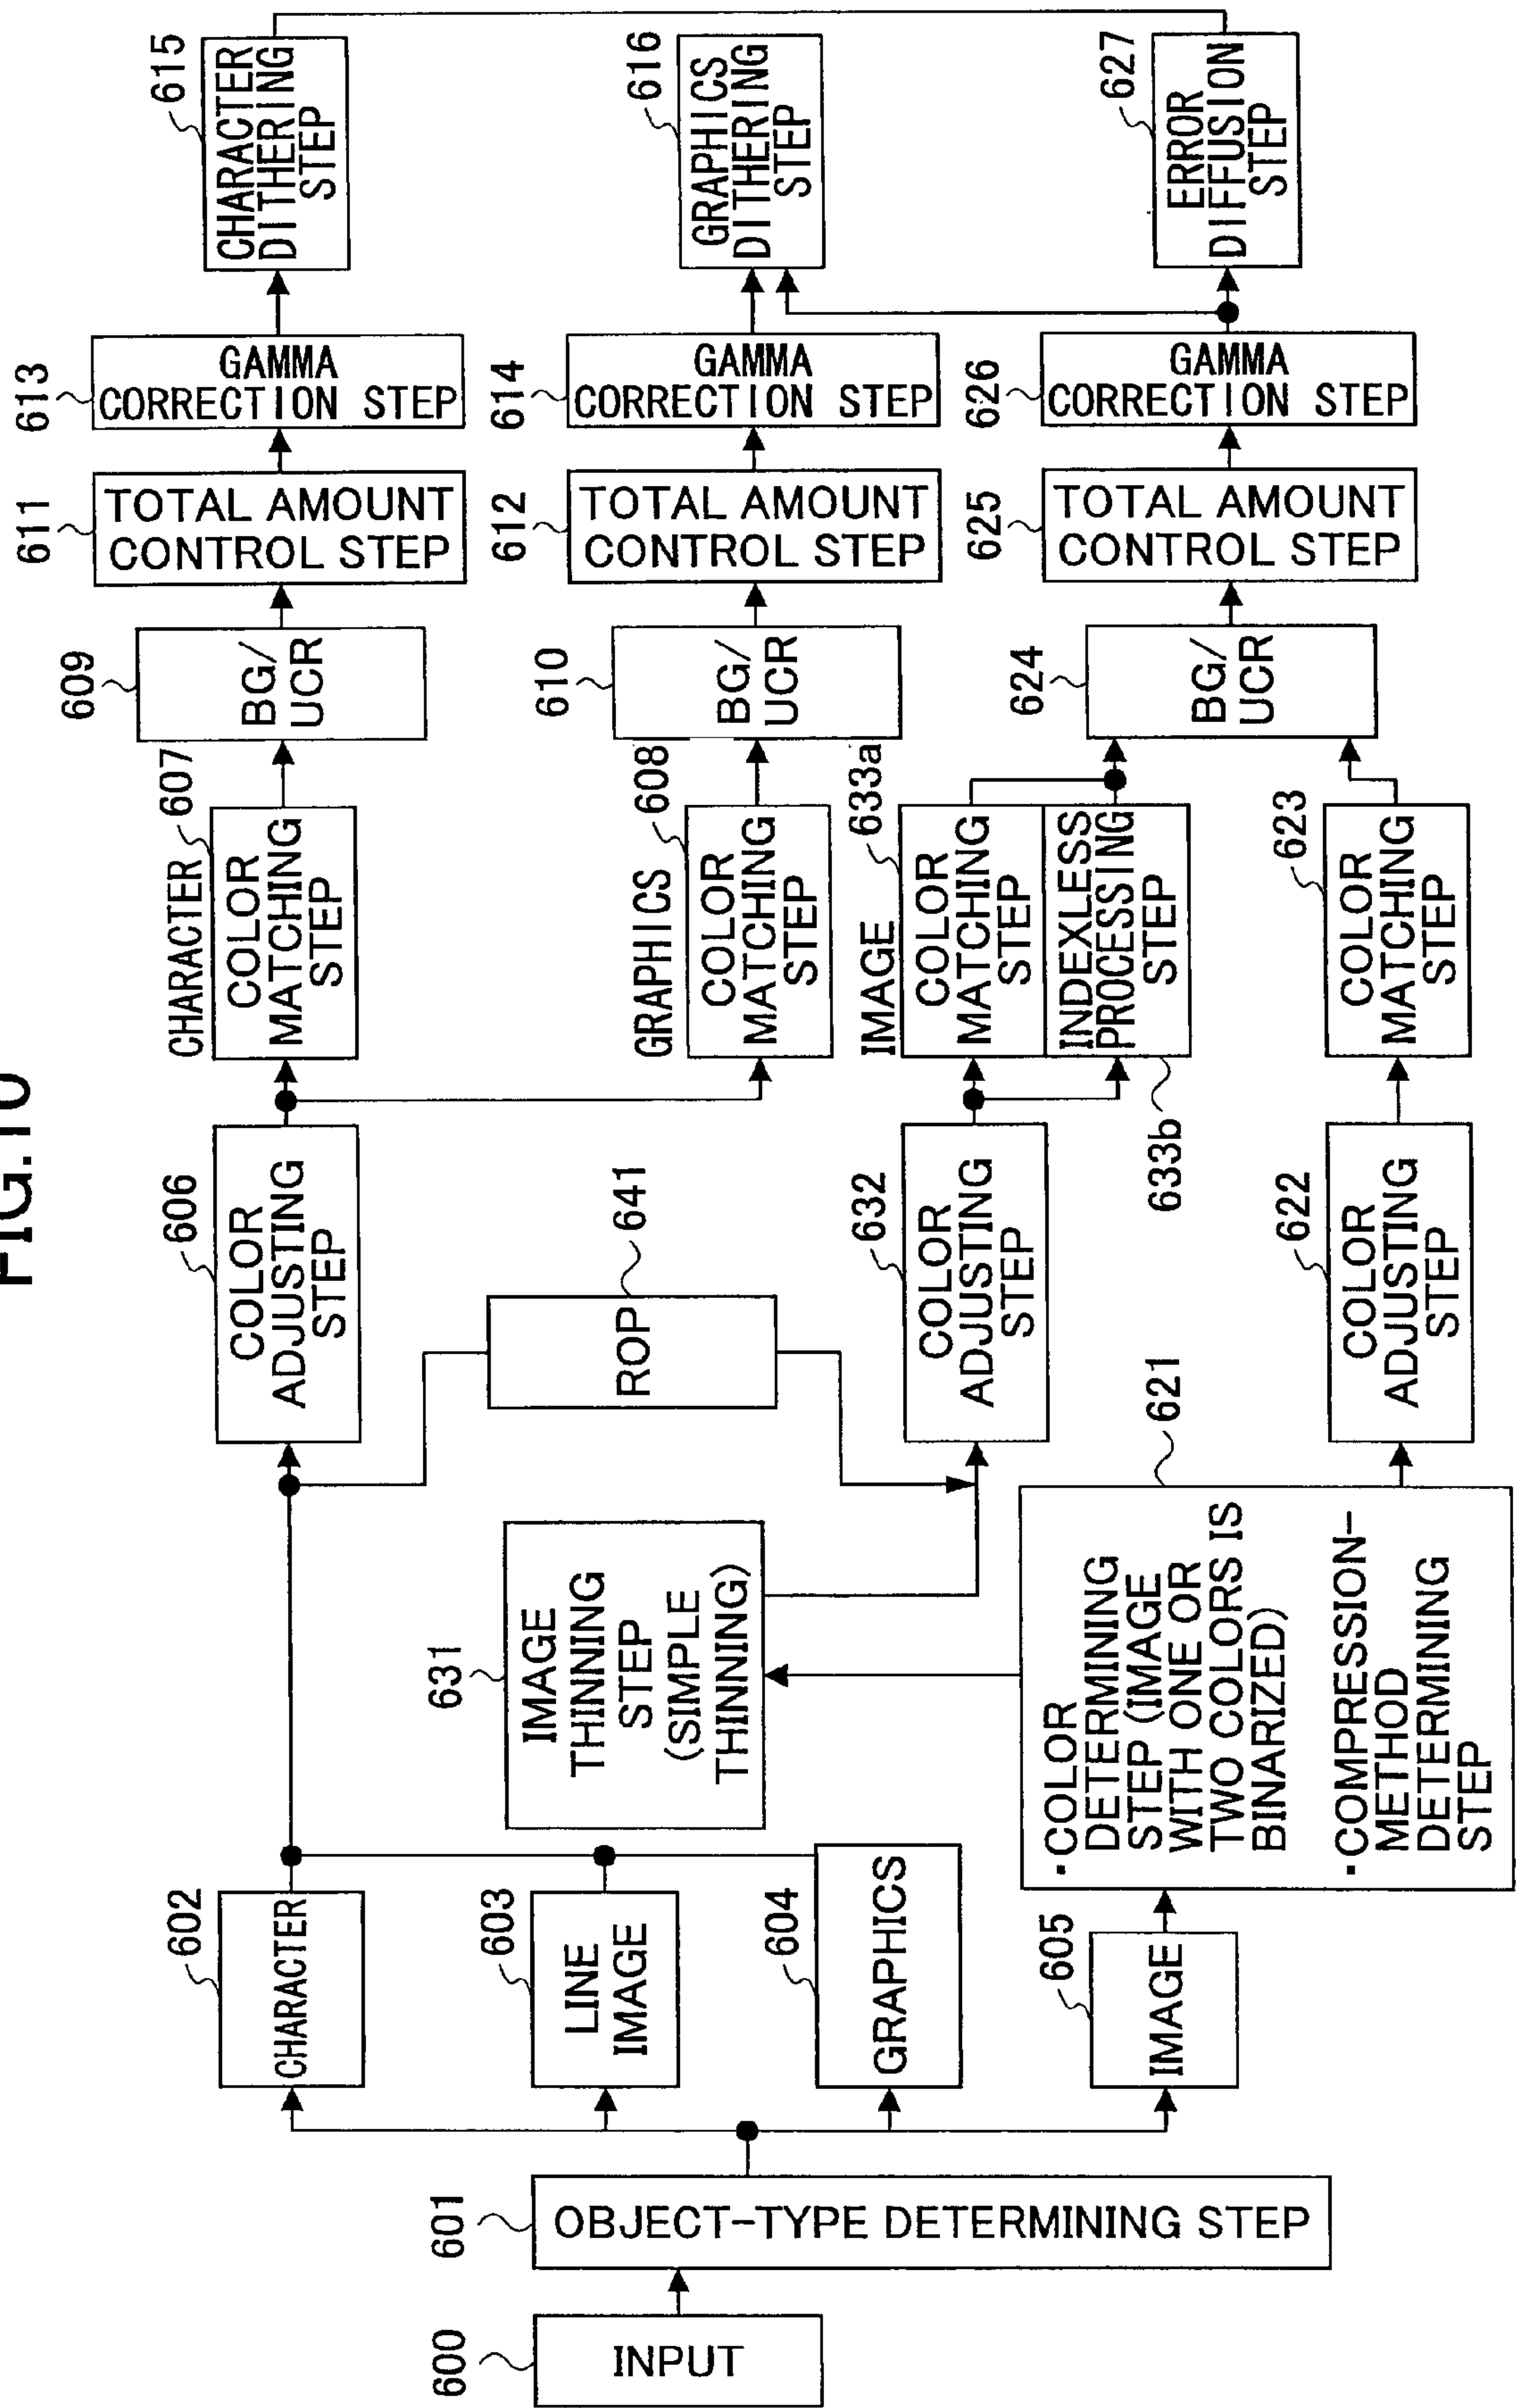 FIG.10
600
INPUT
601
OBJECT-TYPE DETERMINING STEP
602
CHARACTER
603
LINE
IMAGE
604
GRAPHICS
605
IMAGE
631
IMAGE
THINNING
STEP
(SIMPLE
THINNING)
621
·COLOR
DETERMINING
STEP (IMAGE
WITH ONE OR
TWO COLORS IS
BINARIZED)
·COMPRESSION-
METHOD
DETERMINING
STEP
606
COLOR
ADJUSTING
STEP
641
ROP
632
COLOR
ADJUSTING
STEP
622
COLOR
ADJUSTING
STEP
CHARACTER
607
COLOR
MATCHING
STEP
GRAPHICS
608
COLOR
MATCHING
STEP
IMAGE
633a
COLOR
MATCHING
STEP
INDEXLESS
PROCESSING
STEP
633b
623
COLOR
MATCHING
STEP
609
BG/
UCR
610
BG/
UCR
624
BG/
UCR
611
TOTAL AMOUNT
CONTROL STEP
612
TOTAL AMOUNT
CONTROL STEP
625
TOTAL AMOUNT
CONTROL STEP
613
GAMMA
CORRECTION STEP
614
GAMMA
CORRECTION STEP
626
GAMMA
CORRECTION STEP
615
CHARACTER
DITHERING
STEP
616
GRAPHICS
DITHERING
STEP
627
ERROR
DIFFUSION
STEP